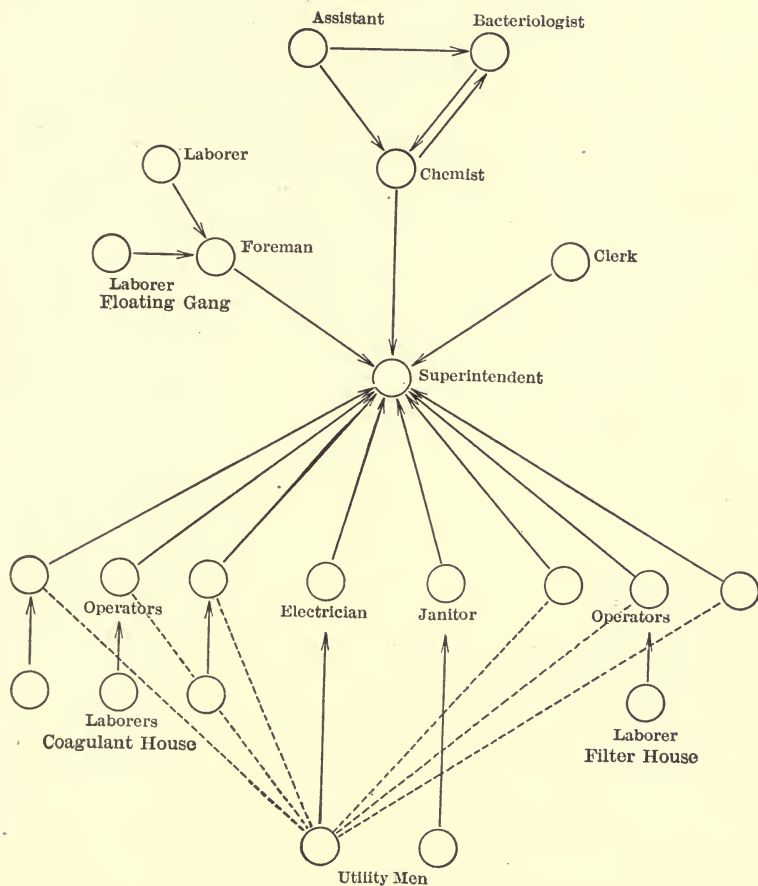 Assistant
Bacteriologist
Laborer
Chemist
Foreman
Clerk
Laborer
Floating Gang
Superintendent
Operators
Electrician
Janitor
Operators
Laborers
Coagulant House
Laborer
Filter House
Utility Men